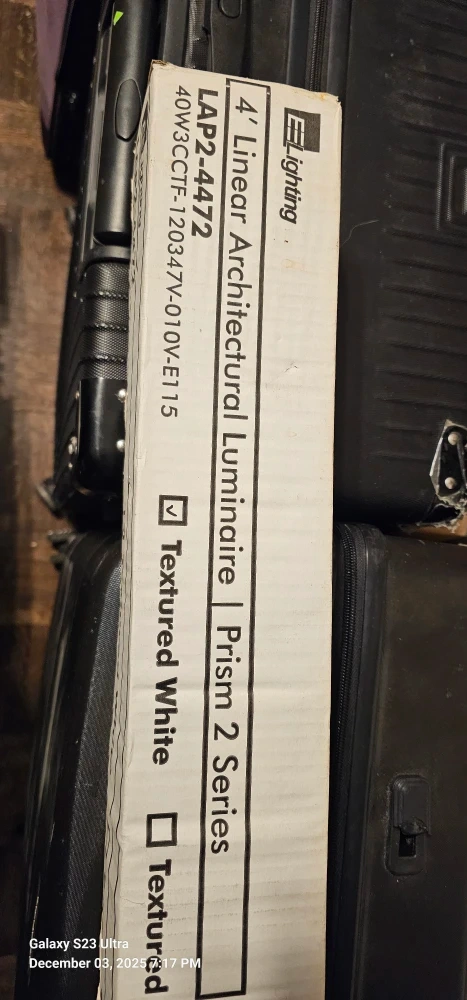 ELighting
4' Linear Architectural Luminaire | Prism 2 Series
LAP2-4472
40W3CCTF-120347V-010V-E115
☑ Textured White
☐ Textured
Galaxy S23 Ultra
December 03, 2025 7:17 PM